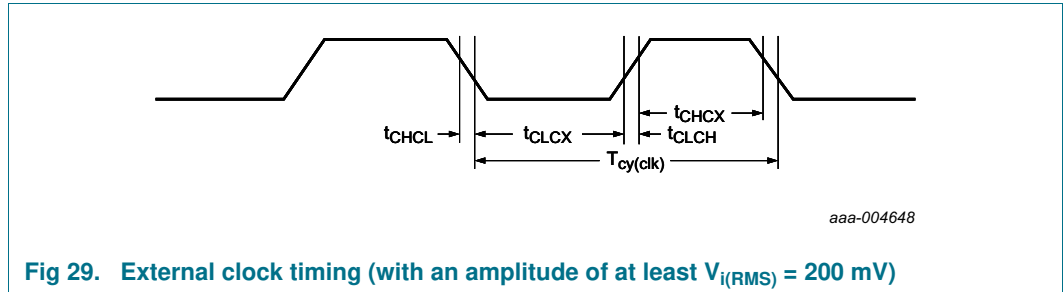 tCHCX
tCHCL tCLCX tCLCH
Tcy(clk)
aaa-004648
Fig 29. External clock timing (with an amplitude of at least Vi(RMS) = 200 mV)